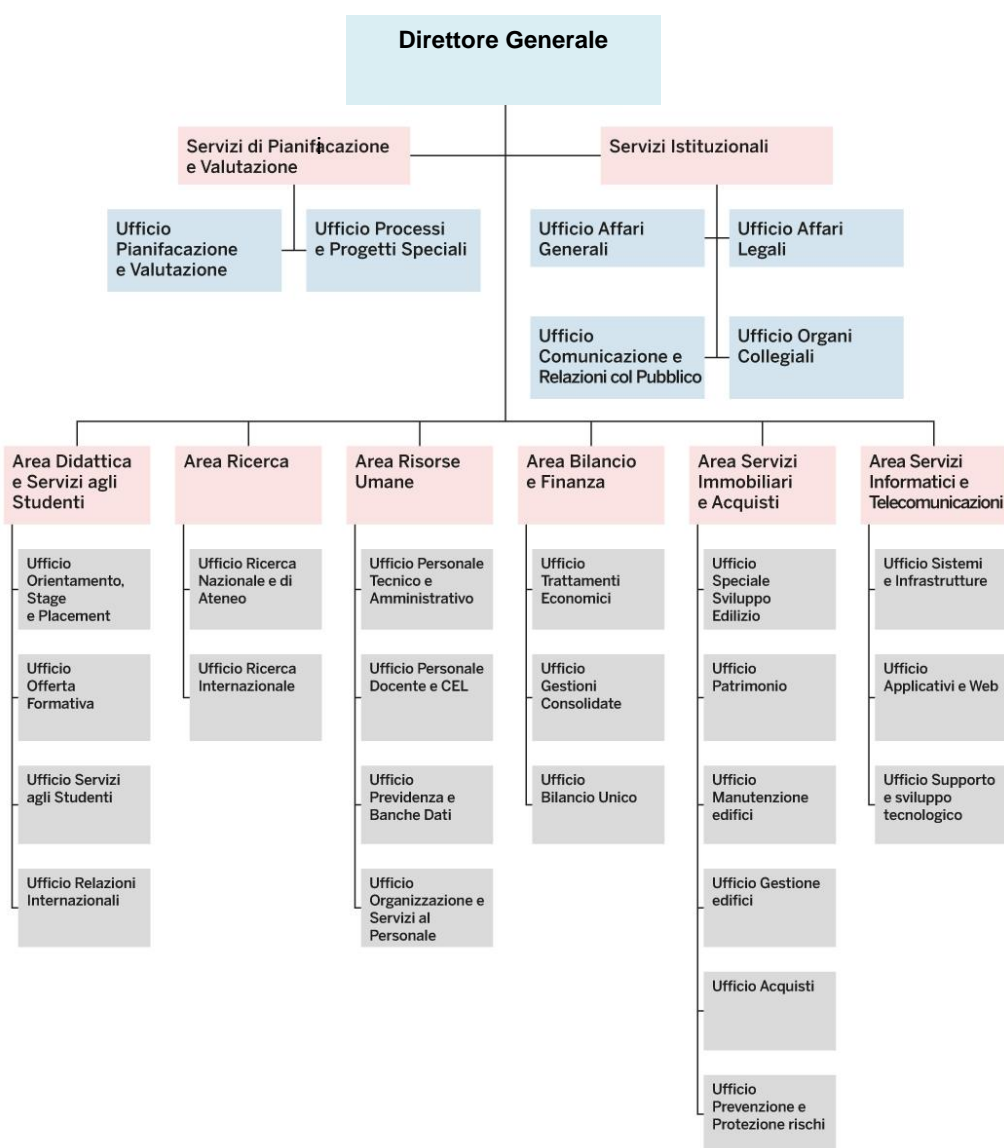 Direttore Generale
Servizi di Pianifacazione
e Valutazione
Servizi Istituzionali
Ufficio
Pianifacazione
e Valutazione
Ufficio Processi
e Progetti Speciali
Ufficio Affari
Generali
Ufficio Affari
Legali
Ufficio
Comunicazione e
Relazioni col Pubblico
Ufficio Organi
Collegiali
Area Didattica
e Servizi agli
Studenti
Area Ricerca
Area Risorse
Umane
Area Bilancio
e Finanza
Area Servizi
Immobiliari
e Acquisti
Area Servizi
Informatici e
Telecomunicazioni
Ufficio
Orientamento,
Stage
e Placement
Ufficio
Offerta
Formativa
Ufficio Servizi
agli Studenti
Ufficio Relazioni
Internazionali
Ufficio Ricerca
Nazionale e di
Ateneo
Ufficio Ricerca
Internazionale
Ufficio Personale
Tecnico e
Amministrativo
Ufficio Personale
Docente e CEL
Ufficio
Previdenza e
Banche Dati
Ufficio
Organizzazione e
Servizi al
Personale
Ufficio
Trattamenti
Economici
Ufficio
Gestioni
Consolidate
Ufficio
Bilancio Unico
Ufficio
Speciale
Sviluppo
Edilizio
Ufficio
Patrimonio
Ufficio
Manutenzione
edifici
Ufficio Gestione
edifici
Ufficio Acquisti
Ufficio
Prevenzione e
Protezione rischi
Ufficio Sistemi
e Infrastrutture
Ufficio
Applicativi e Web
Ufficio Supporto
e sviluppo
tecnologico